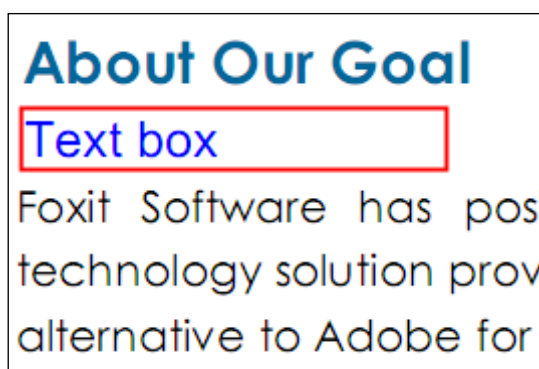 About Our Goal
Text box
Foxit Software has pos
technology solution prov
alternative to Adobe for